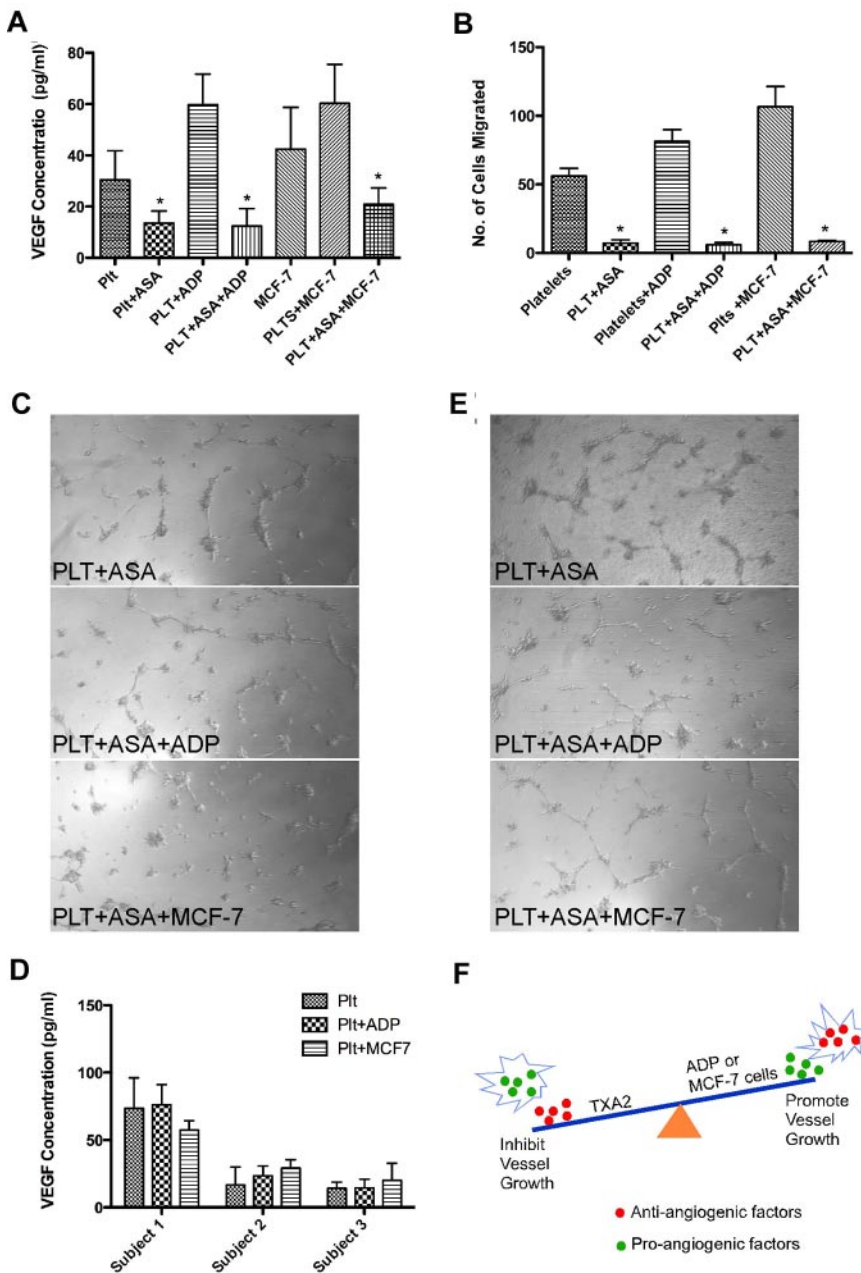 A
VEGF Concentratio (pg/ml)
80
60
40
20
0
*
*
*
Plt
Plt+ASA
PLT+ADP
PLT+ASA+ADP
MCF-7
PLTS+MCF-7
PLT+ASA+MCF-7
B
No. of Cells Migrated
150
100
50
0
*
*
*
Platelets
PLT+ASA
Platelets+ADP
PLT+ASA+ADP
Plts +MCF-7
PLT+ASA+MCF-7
C
PLT+ASA
PLT+ASA+ADP
PLT+ASA+MCF-7
E
PLT+ASA
PLT+ASA+ADP
PLT+ASA+MCF-7
D
VEGF Concentration (pg/ml)
150
100
50
0
Plt
Plt+ADP
Plt+MCF7
Subject 1
Subject 2
Subject 3
F
TXA2
ADP or
MCF-7 cells
Inhibit
Vessel
Growth
Promote
Vessel
Growth
Anti-angiogenic factors
Pro-angiogenic factors